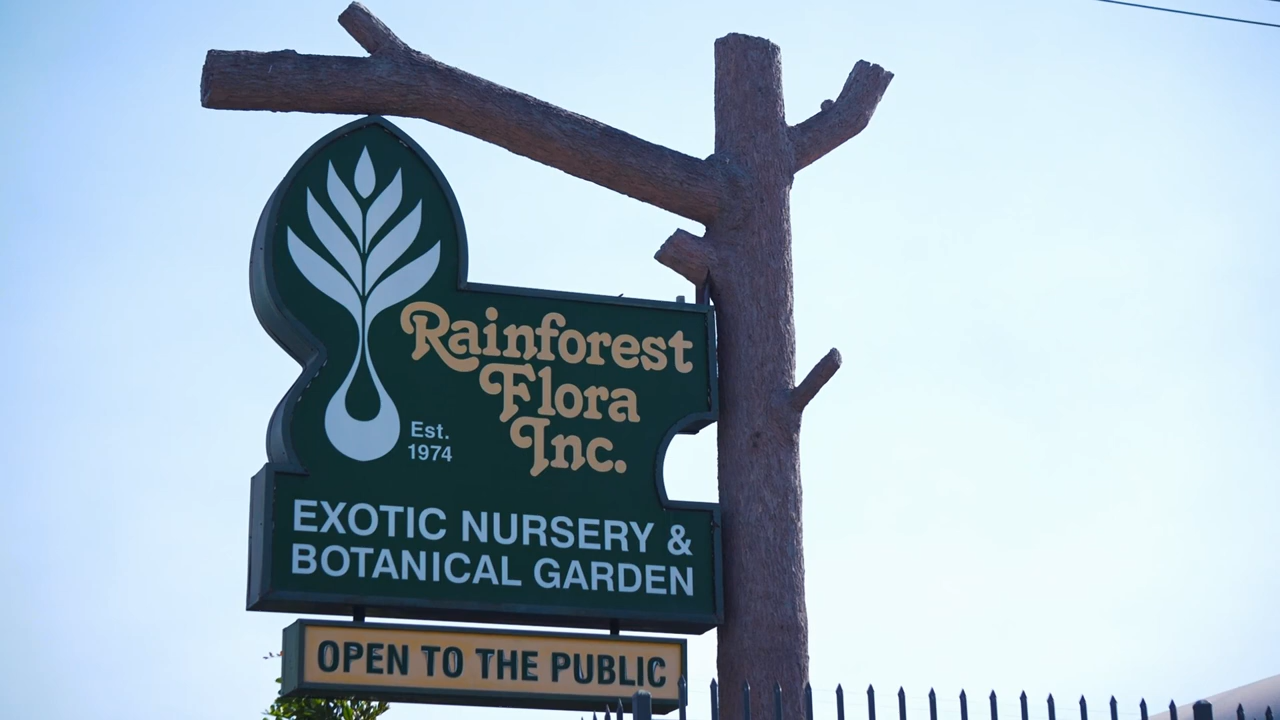 Rainforest
Flora
Inc.
Est.
1974
EXOTIC NURSERY &
BOTANICAL GARDEN
OPEN TO THE PUBLIC